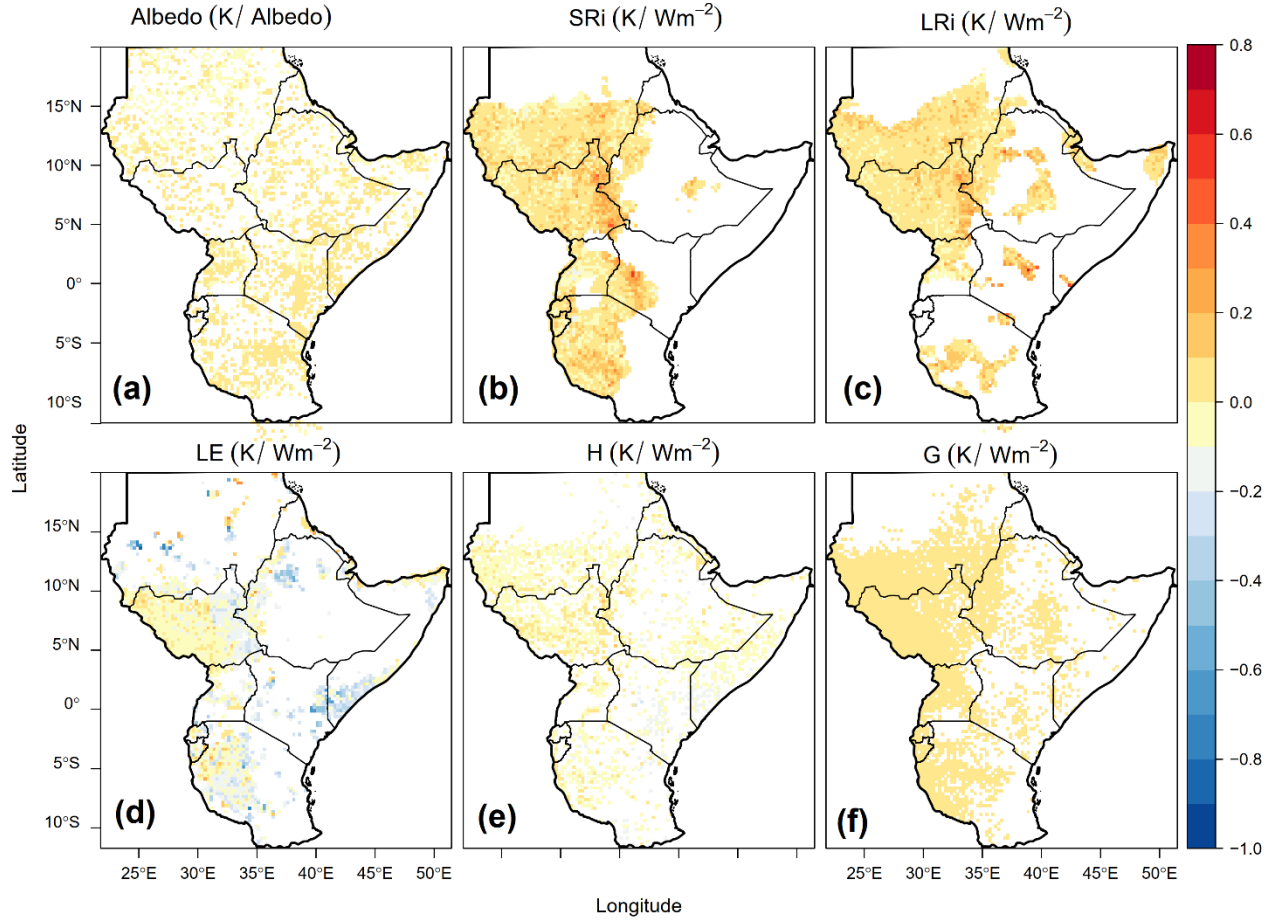 Albedo (K/ Albedo)
SRi (K/ Wm⁻²)
LRi (K/ Wm⁻²)
15°N
10°N
5°N
0°
5°S
10°S
(a)
(b)
(c)
0.8
0.6
0.4
0.2
0.0
−0.2
−0.4
−0.6
−0.8
−1.0
Latitude
LE (K/ Wm⁻²)
H (K/ Wm⁻²)
G (K/ Wm⁻²)
15°N
10°N
5°N
0°
5°S
10°S
(d)
(e)
(f)
25°E 30°E 35°E 40°E 45°E 50°E
25°E 30°E 35°E 40°E 45°E 50°E
Longitude